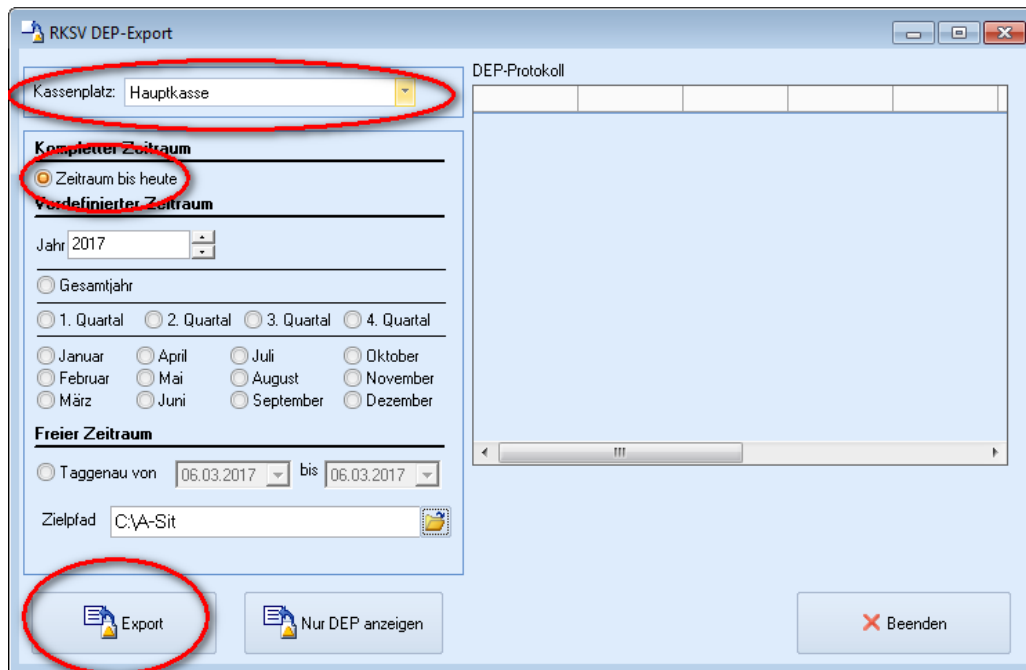 RKSV DEP-Export
Kassenplatz: Hauptkasse
DEP-Protokoll
Kompletter Zeitraum
Zeitraum bis heute
Vordefinierter Zeitraum
Jahr 2017
Gesamtjahr
1. Quartal 2. Quartal 3. Quartal 4. Quartal
Januar April Juli Oktober
Februar Mai August November
März Juni September Dezember
Freier Zeitraum
Taggenau von 06.03.2017 bis 06.03.2017
Zielpfad C:\A-Sit
Export Nur DEP anzeigen Beenden